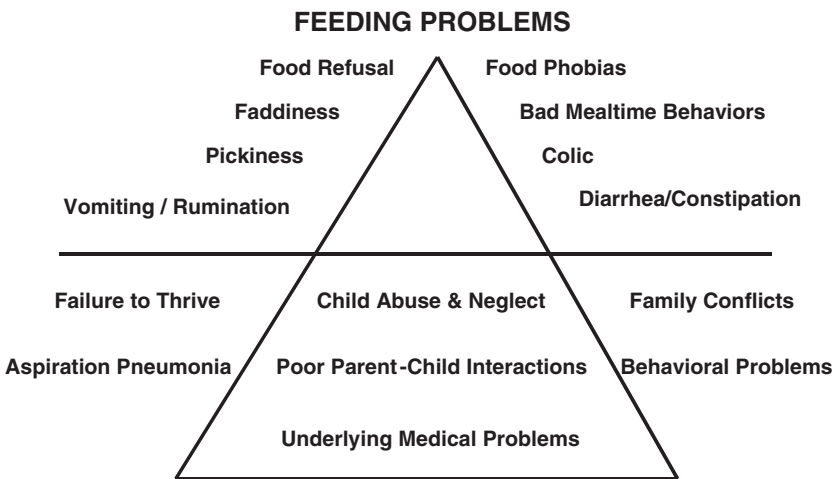 FEEDING PROBLEMS
Food Refusal
Food Phobias
Faddiness
Bad Mealtime Behaviors
Pickiness
Colic
Vomiting / Rumination
Diarrhea/Constipation
Failure to Thrive
Child Abuse & Neglect
Family Conflicts
Aspiration Pneumonia
Poor Parent-Child Interactions
Behavioral Problems
Underlying Medical Problems